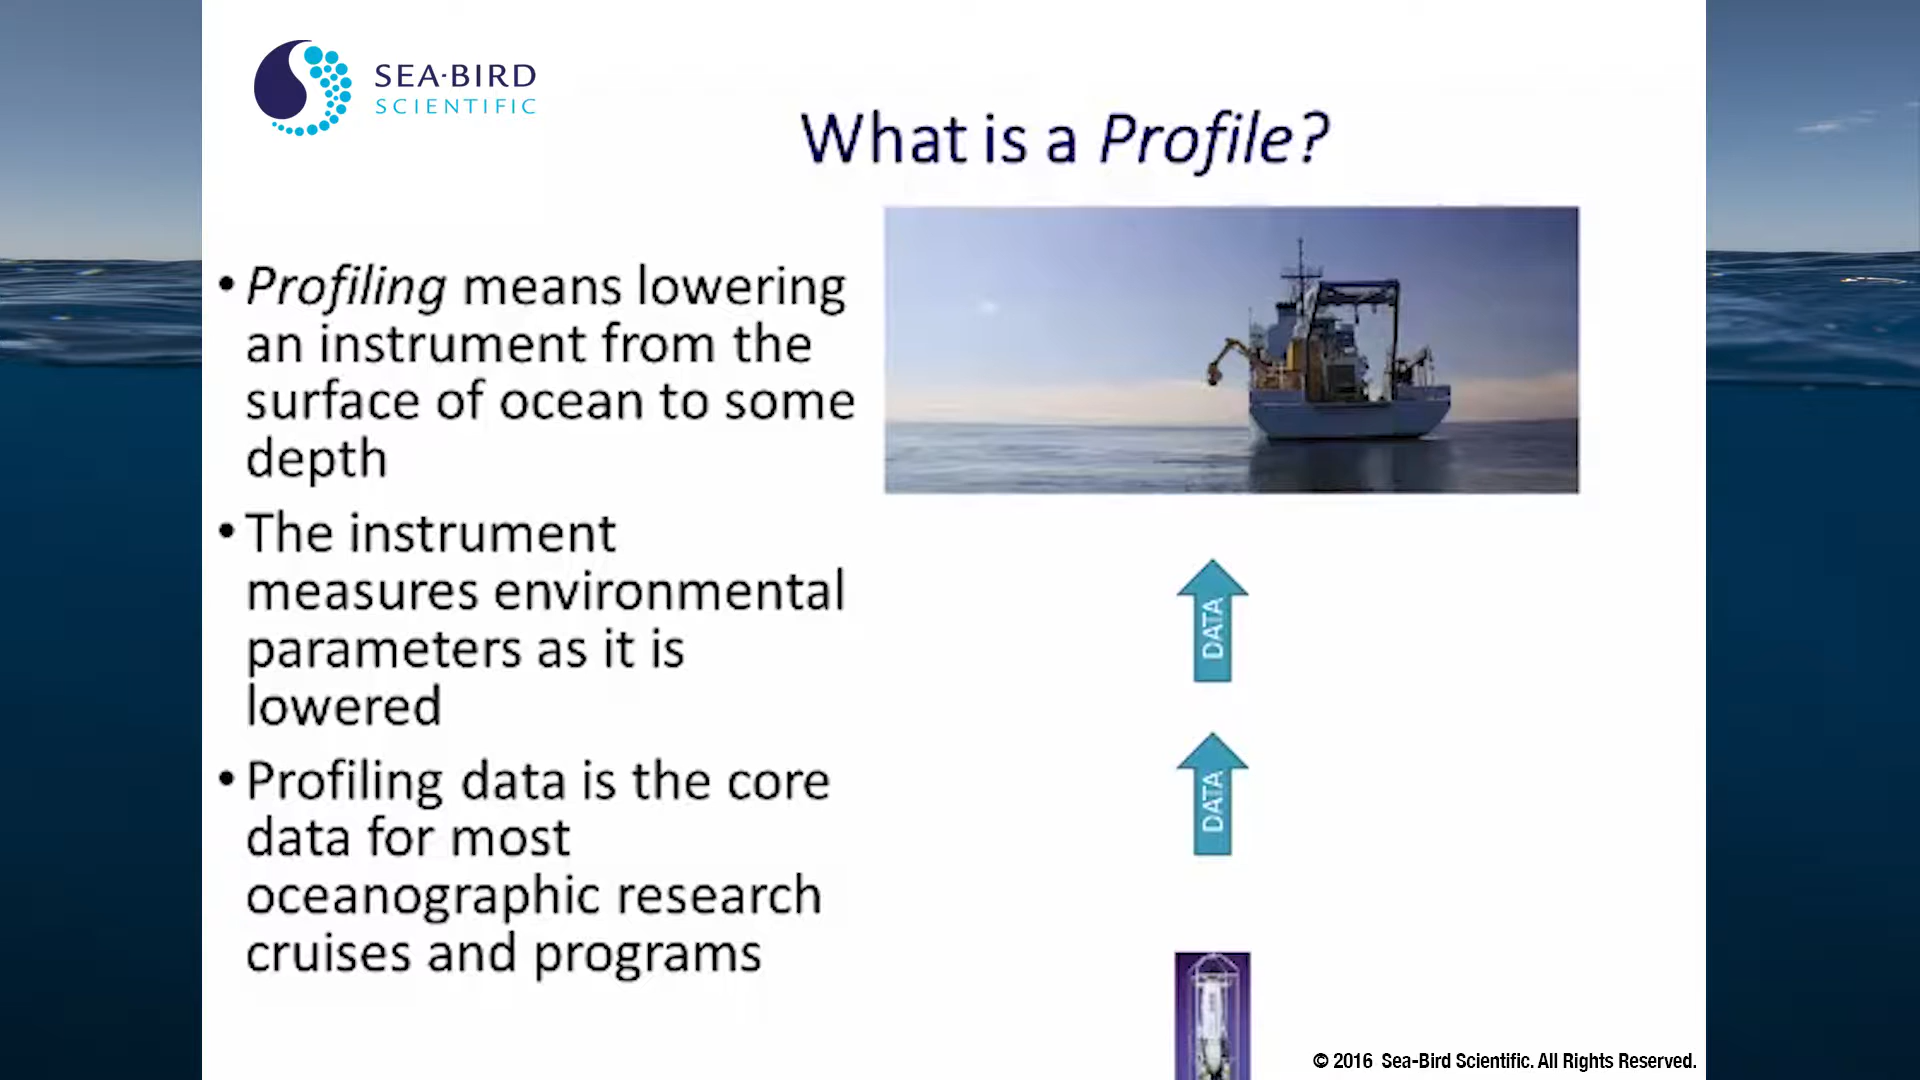 SEA·BIRD
SCIENTIFIC
What is a Profile?
• Profiling means lowering
an instrument from the
surface of ocean to some
depth
• The instrument
measures environmental
parameters as it is
lowered
• Profiling data is the core
data for most
oceanographic research
cruises and programs
DATA
DATA
© 2016 Sea-Bird Scientific. All Rights Reserved.